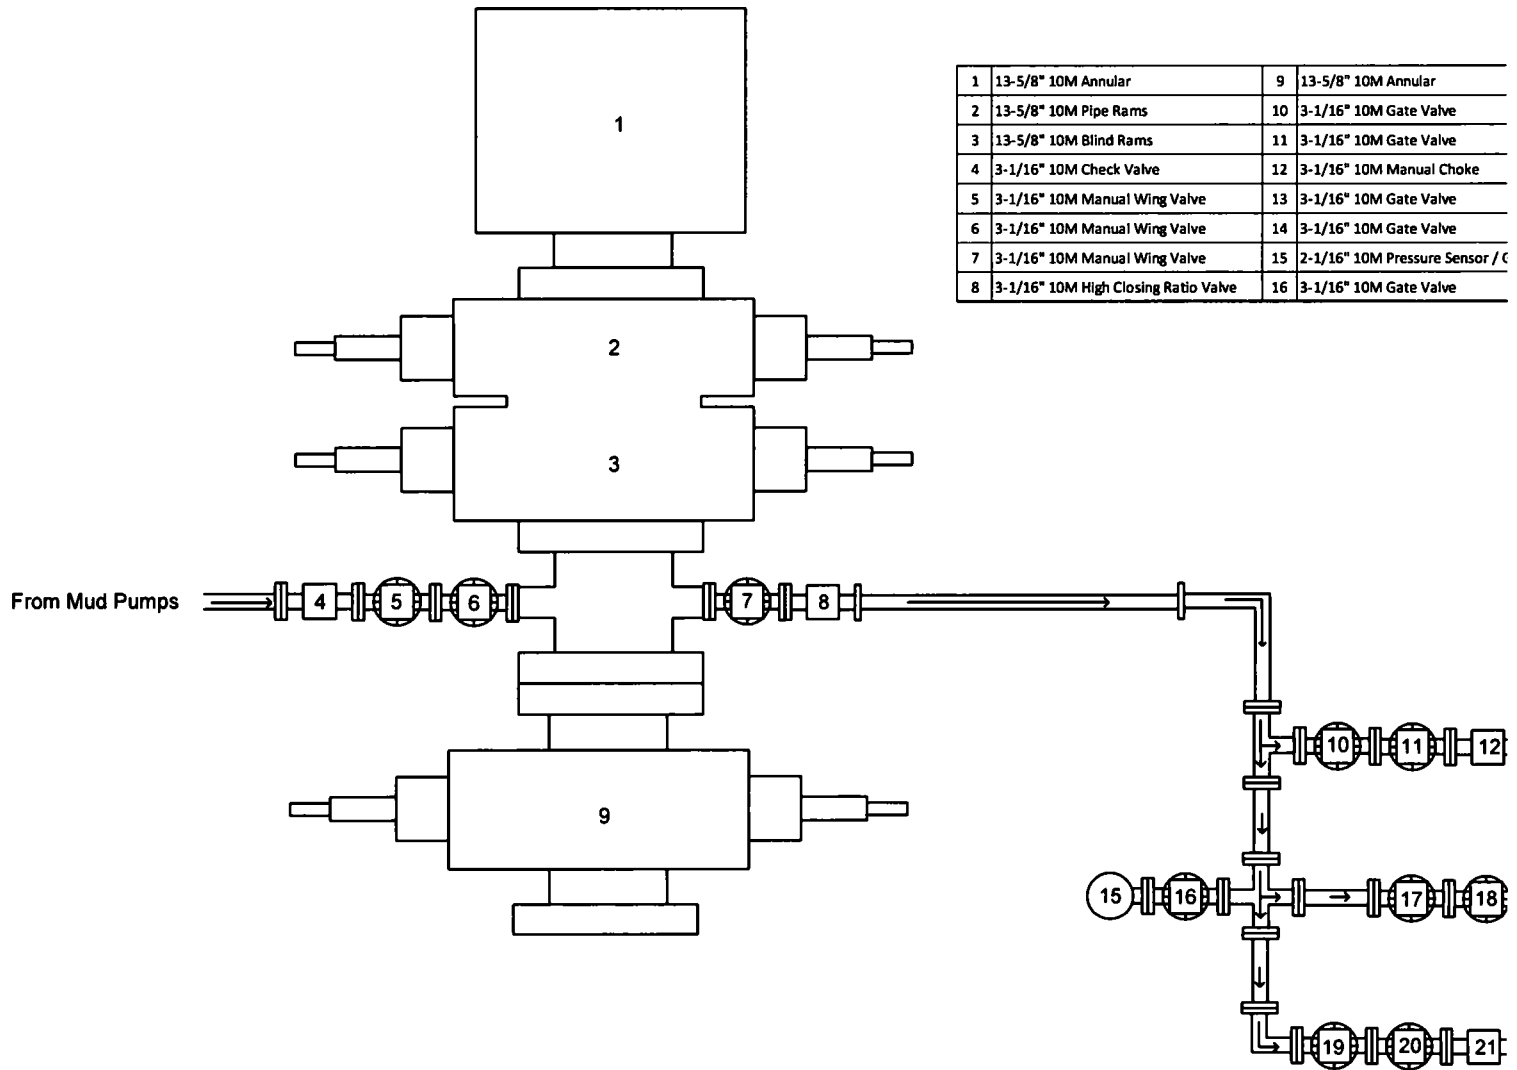 1
1 13-5/8" 10M Annular 9 13-5/8" 10M Annular
2 13-5/8" 10M Pipe Rams 10 3-1/16" 10M Gate Valve
3 13-5/8" 10M Blind Rams 11 3-1/16" 10M Gate Valve
4 3-1/16" 10M Check Valve 12 3-1/16" 10M Manual Choke
5 3-1/16" 10M Manual Wing Valve 13 3-1/16" 10M Gate Valve
6 3-1/16" 10M Manual Wing Valve 14 3-1/16" 10M Gate Valve
7 3-1/16" 10M Manual Wing Valve 15 2-1/16" 10M Pressure Sensor /
8 3-1/16" 10M High Closing Ratio Valve 16 3-1/16" 10M Gate Valve
2
3
From Mud Pumps 4 5 6 7 8
10 11 12
9
15 16 17 18
19 20 21